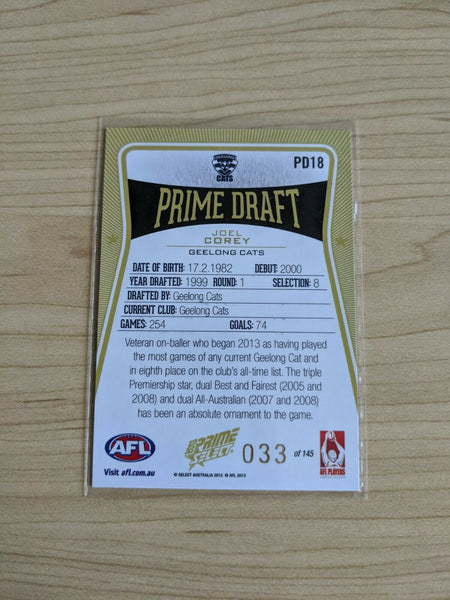 GEELONG
CATS
PD18
PRIME DRAFT
JOEL
COREY
GEELONG CATS
DATE OF BIRTH: 17.2.1982 DEBUT: 2000
YEAR DRAFTED: 1999 ROUND: 1 SELECTION: 8
DRAFTED BY: Geelong Cats
CURRENT CLUB: Geelong Cats
GAMES: 254 GOALS: 74
Veteran on-baller who began 2013 as having played
the most games of any current Geelong Cat and
in eighth place on the club's all-time list. The triple
Premiership star, dual Best and Fairest (2005 and
2008) and dual All-Australian (2007 and 2008)
has been an absolute ornament to the game.
AFL
Visit afl.com.au
2013 PRIME
SELECT
033 of 145
AFL PLAYERS
© SELECT AUSTRALIA 2013 © AFL 2013